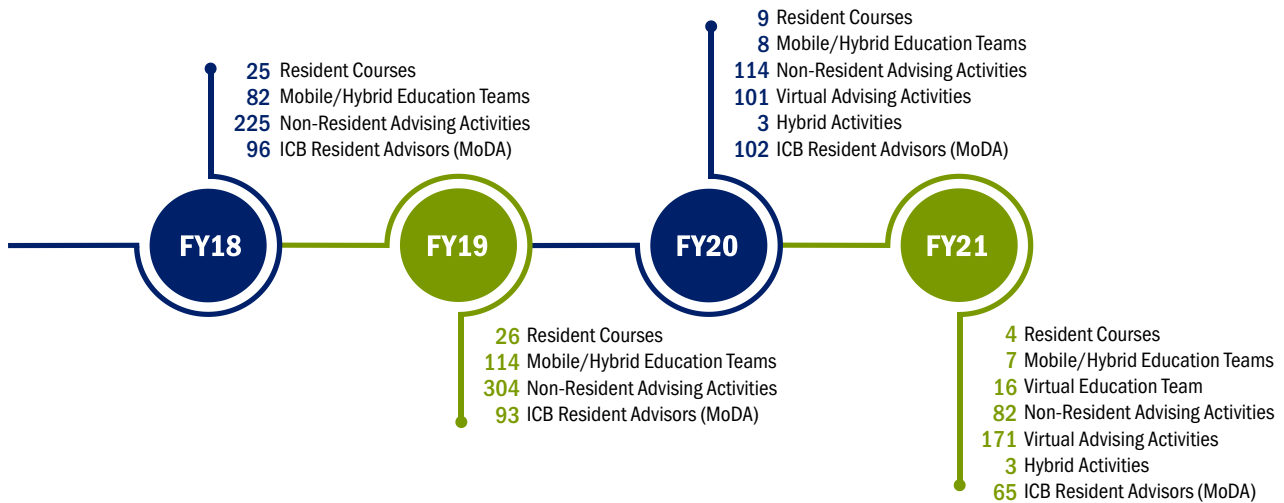 25 Resident Courses
82 Mobile/Hybrid Education Teams
225 Non-Resident Advising Activities
96 ICB Resident Advisors (MoDA)
9 Resident Courses
8 Mobile/Hybrid Education Teams
114 Non-Resident Advising Activities
101 Virtual Advising Activities
3 Hybrid Activities
102 ICB Resident Advisors (MoDA)
FY18
FY19
FY20
FY21
26 Resident Courses
114 Mobile/Hybrid Education Teams
304 Non-Resident Advising Activities
93 ICB Resident Advisors (MoDA)
4 Resident Courses
7 Mobile/Hybrid Education Teams
16 Virtual Education Team
82 Non-Resident Advising Activities
171 Virtual Advising Activities
3 Hybrid Activities
65 ICB Resident Advisors (MoDA)